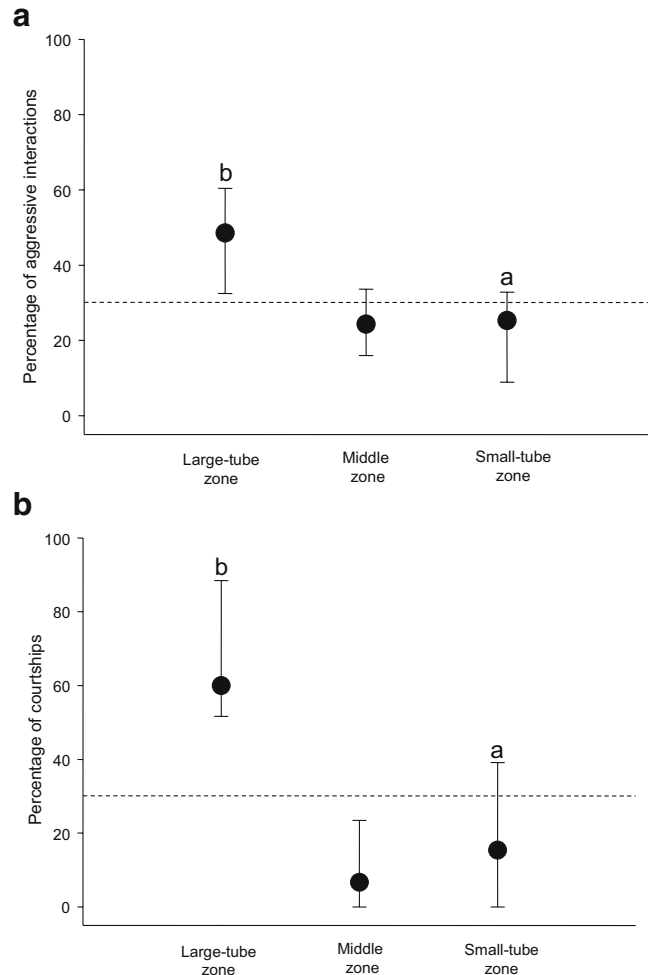 a
Percentage of aggressive interactions
100
80
60
40
20
0
b
a
Large-tube
zone
Middle
zone
Small-tube
zone
b
Percentage of courtships
100
80
60
40
20
0
b
a
Large-tube
zone
Middle
zone
Small-tube
zone